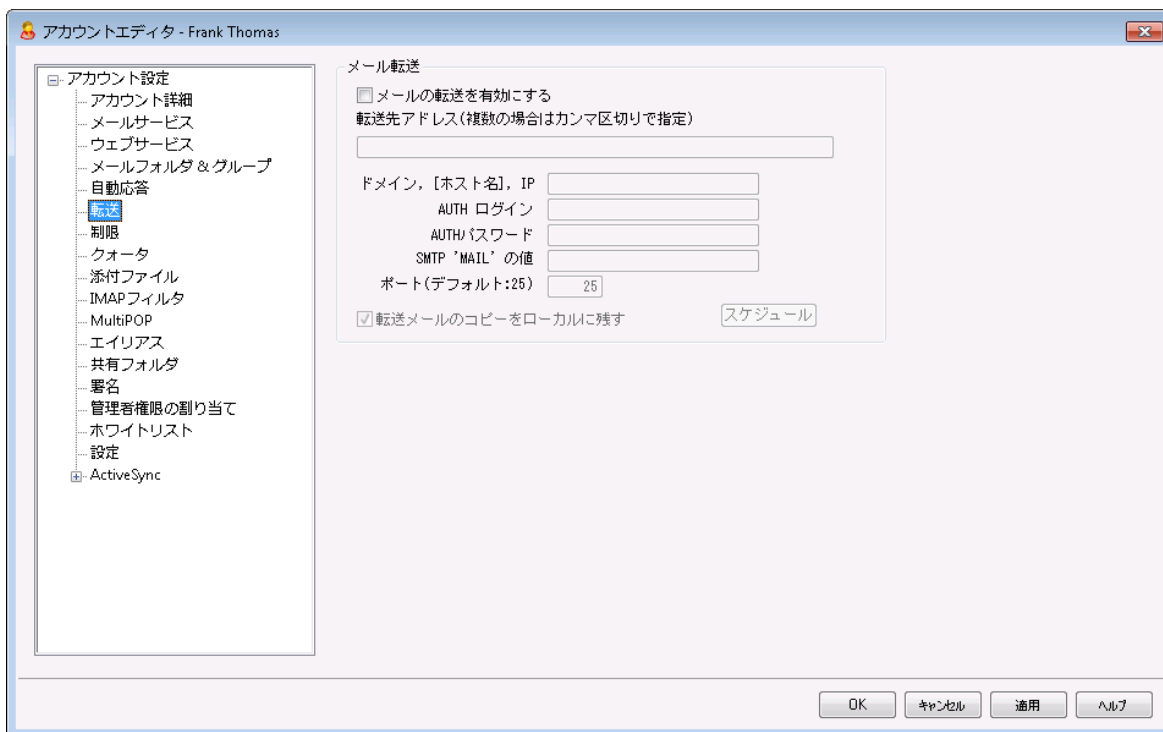 アカウントエディタ - Frank Thomas
アカウント設定
アカウント詳細
メールサービス
ウェブサービス
メールフォルダ & グループ
自動応答
転送
制限
クォータ
添付ファイル
IMAPフィルタ
MultiPOP
エイリアス
共有フォルダ
署名
管理者権限の割り当て
ホワイトリスト
設定
ActiveSync
メール転送
メールの転送を有効にする
転送先アドレス(複数の場合はカンマ区切りで指定)
ドメイン, [ホスト名], IP
AUTH ログイン
AUTHパスワード
SMTP 'MAIL' の値
ポート(デフォルト:25) 25
転送メールのコピーをローカルに残す スケジュール
OK キャンセル 適用 ヘルプ